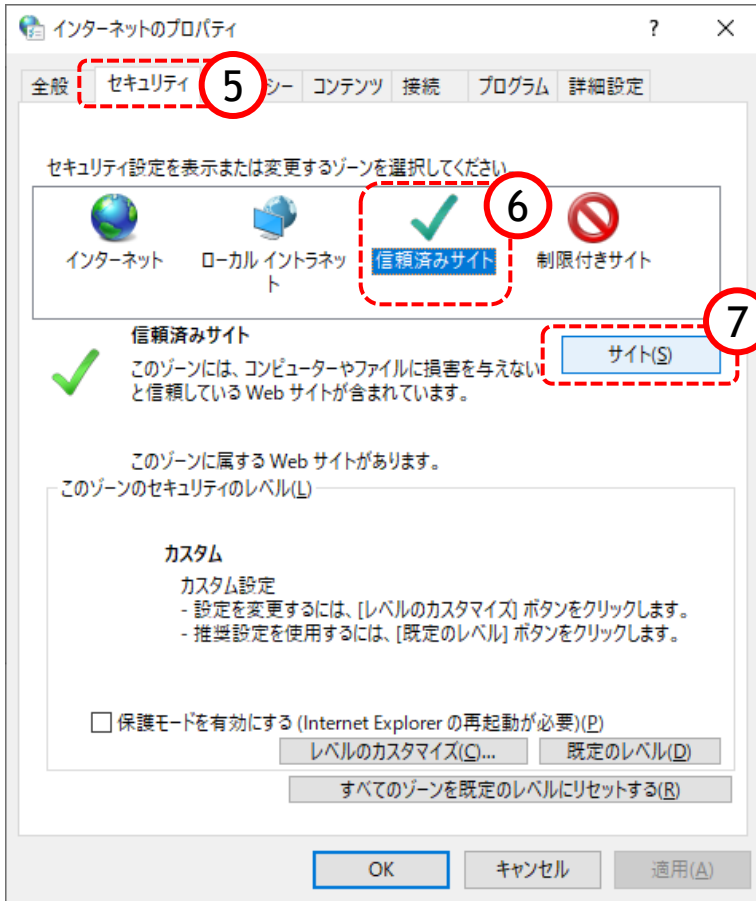 インターネットのプロパティ
?
全般 セキュリティ 5 シー コンテンツ 接続 プログラム 詳細設定
セキュリティ設定を表示または変更するゾーンを選択してください
6
インターネット
ローカル イントラネッ
ト
信頼済みサイト
制限付きサイト
7
信頼済みサイト
サイト(S)
このゾーンには、コンピューターやファイルに損害を与えない
と信頼している Web サイトが含まれています。
このゾーンに属する Web サイトがあります。
このゾーンのセキュリティのレベル(L)
カスタム
カスタム設定
- 設定を変更するには、[レベルのカスタマイズ] ボタンをクリックします。
- 推奨設定を使用するには、[既定のレベル] ボタンをクリックします。
保護モードを有効にする (Internet Explorer の再起動が必要)(P)
レベルのカスタマイズ(C)... 既定のレベル(D)
すべてのゾーンを既定のレベルにリセットする(R)
OK キャンセル 適用(A)